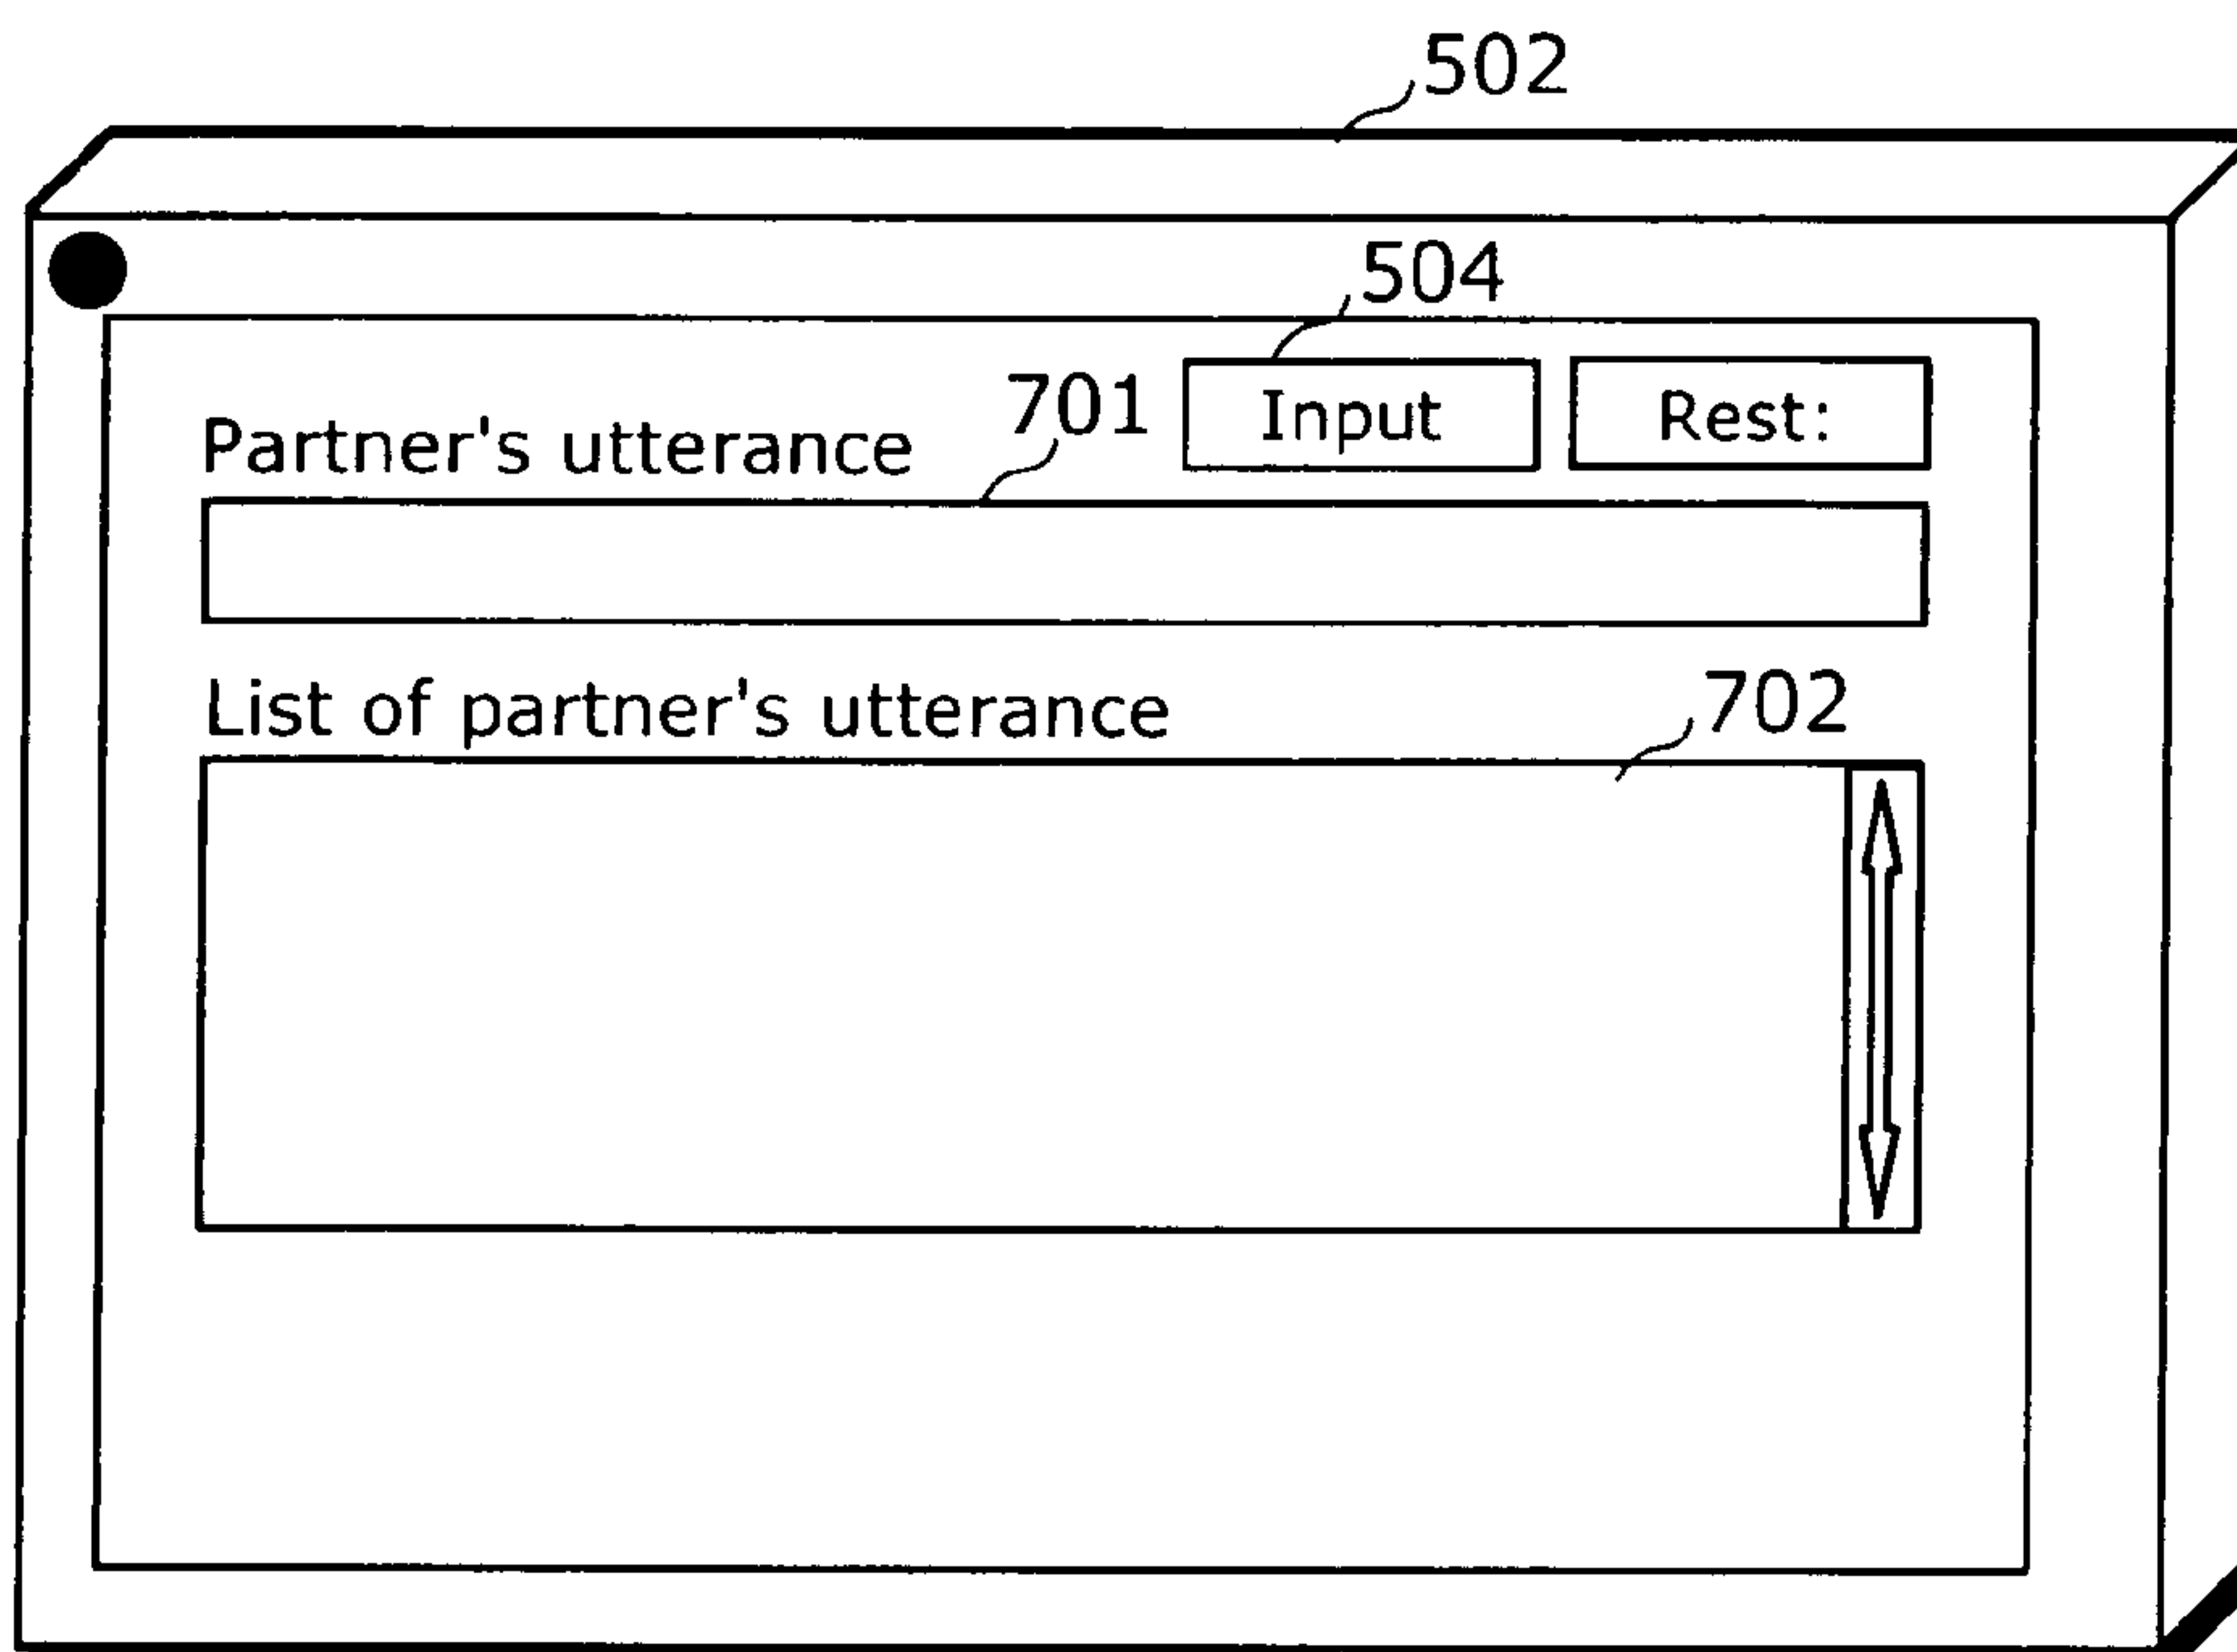 502
504
701
Input
Rest:
Partner's utterance
List of partner's utterance
702